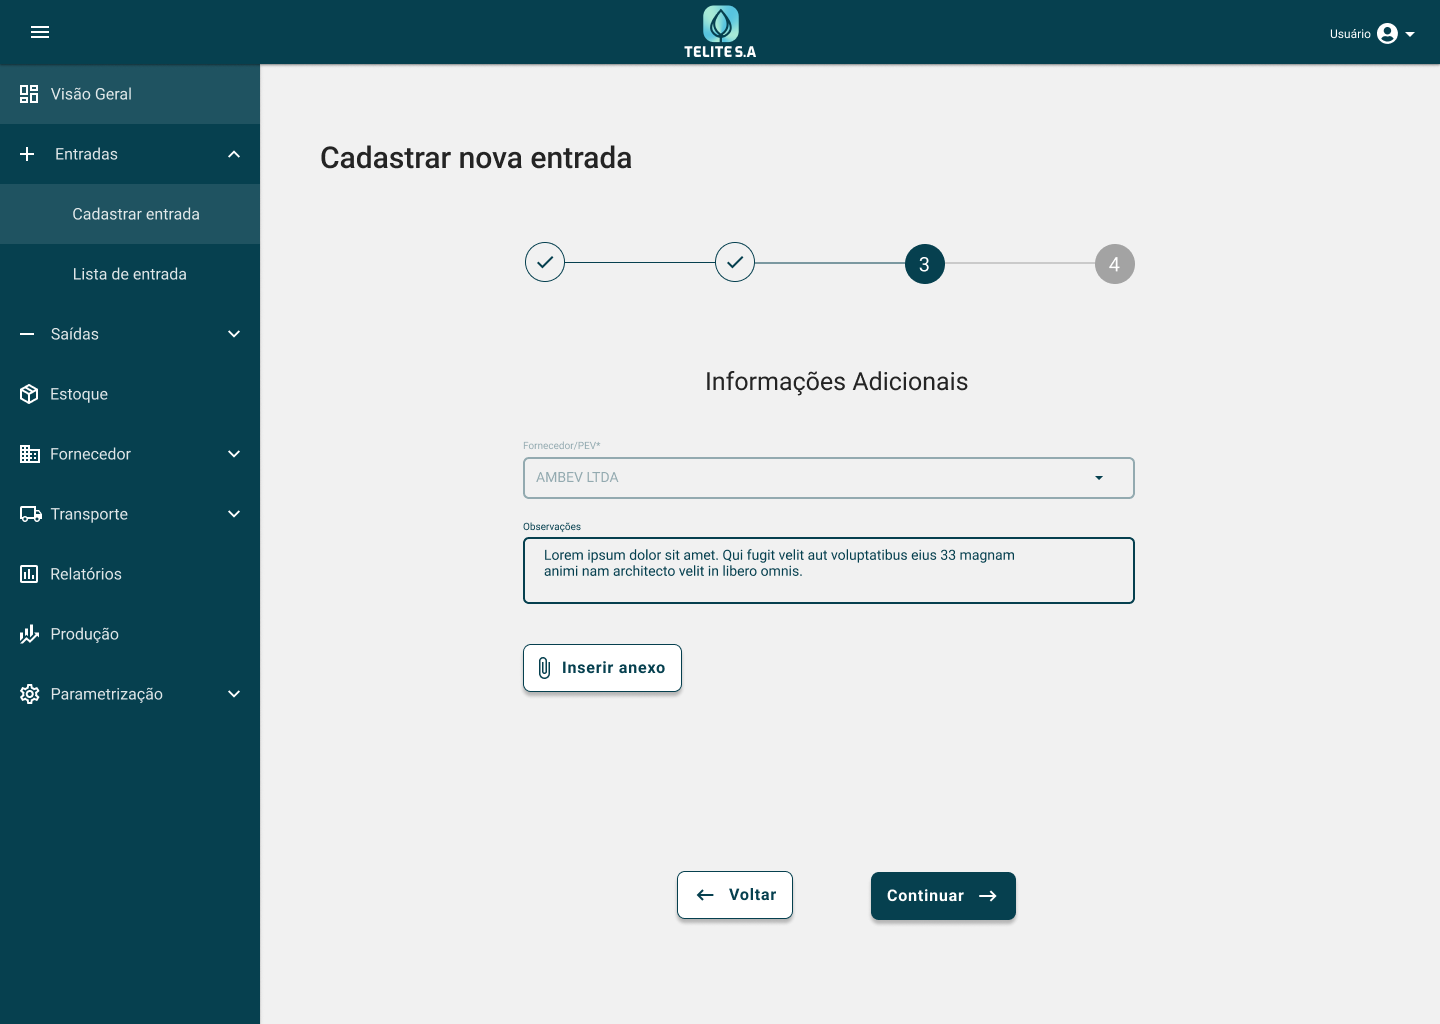 TELITE S.A
Usuário
Visão Geral
Entradas
Cadastrar entrada
Lista de entrada
Saídas
Estoque
Fornecedor
Transporte
Relatórios
Produção
Parametrização
Cadastrar nova entrada
3
4
Informações Adicionais
Fornecedor/PEV*
AMBEV LTDA
Observações
Lorem ipsum dolor sit amet. Qui fugit velit aut voluptatibus eius 33 magnam
animi nam architecto velit in libero omnis.
Inserir anexo
Voltar
Continuar